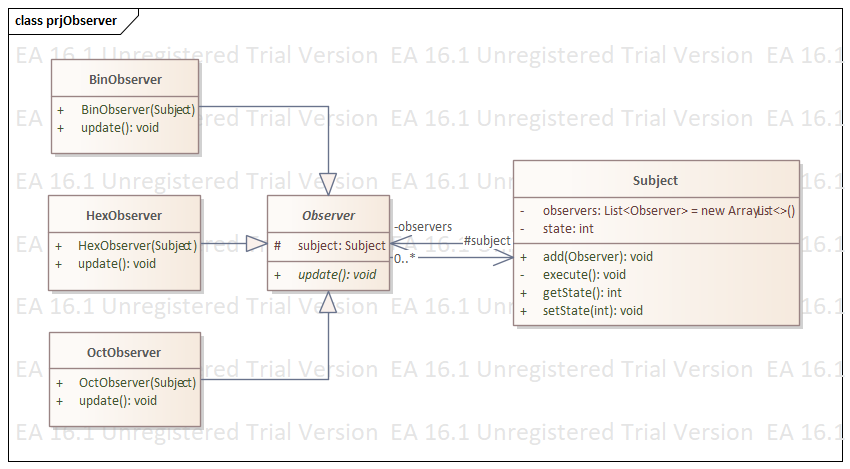 class prjObserver
EA 16.1 Unregistered Trial Version EA 16.1 Unregistered Trial Version EA 16.1
BinObserver
+ BinObserver(Subject)
+ update(): void
HexObserver
+ HexObserver(Subject)
+ update(): void
OctObserver
+ OctObserver(Subject)
+ update(): void
Observer
# subject: Subject
+ update(): void
-observers
0..*
#subject
Subject
- observers: List<Observer> = new ArrayList<>()
- state: int
+ add(Observer): void
- execute(): void
+ getState(): int
+ setState(int): void